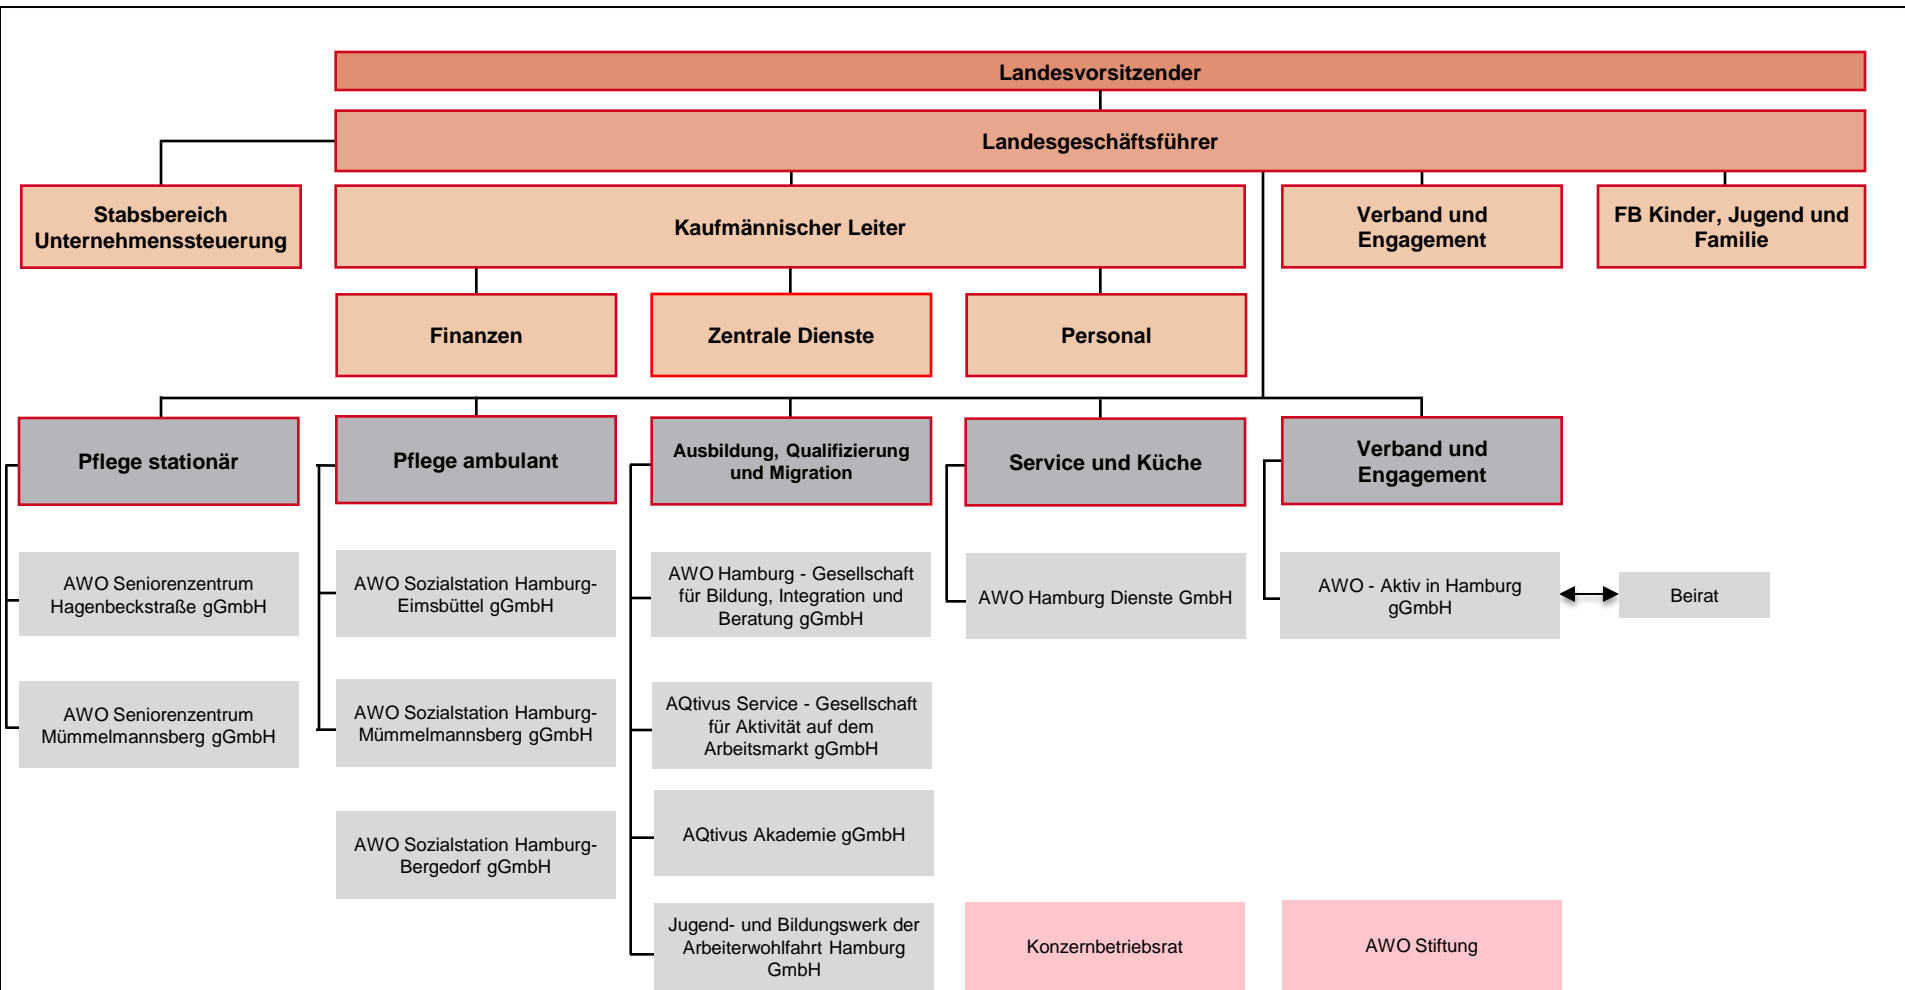 Landesvorsitzender
Landesgeschäftsführer
Stabsbereich
Unternehmenssteuerung
Kaufmännischer Leiter
Verband und
Engagement
FB Kinder, Jugend und
Familie
Finanzen
Zentrale Dienste
Personal
Pflege stationär
Pflege ambulant
Ausbildung, Qualifizierung
und Migration
Service und Küche
Verband und
Engagement
AWO Seniorenzentrum
Hagenbeckstraße gGmbH
AWO Sozialstation Hamburg-
Eimsbüttel gGmbH
AWO Hamburg - Gesellschaft
für Bildung, Integration und
Beratung gGmbH
AWO Hamburg Dienste GmbH
AWO - Aktiv in Hamburg
gGmbH
Beirat
AWO Seniorenzentrum
Mümmelmannsberg gGmbH
AWO Sozialstation Hamburg-
Mümmelmannsberg gGmbH
AQtivus Service - Gesellschaft
für Aktivität auf dem
Arbeitsmarkt gGmbH
AWO Sozialstation Hamburg-
Bergedorf gGmbH
AQtivus Akademie gGmbH
Jugend- und Bildungswerk der
Arbeiterwohlfahrt Hamburg
GmbH
Konzernbetriebsrat
AWO Stiftung